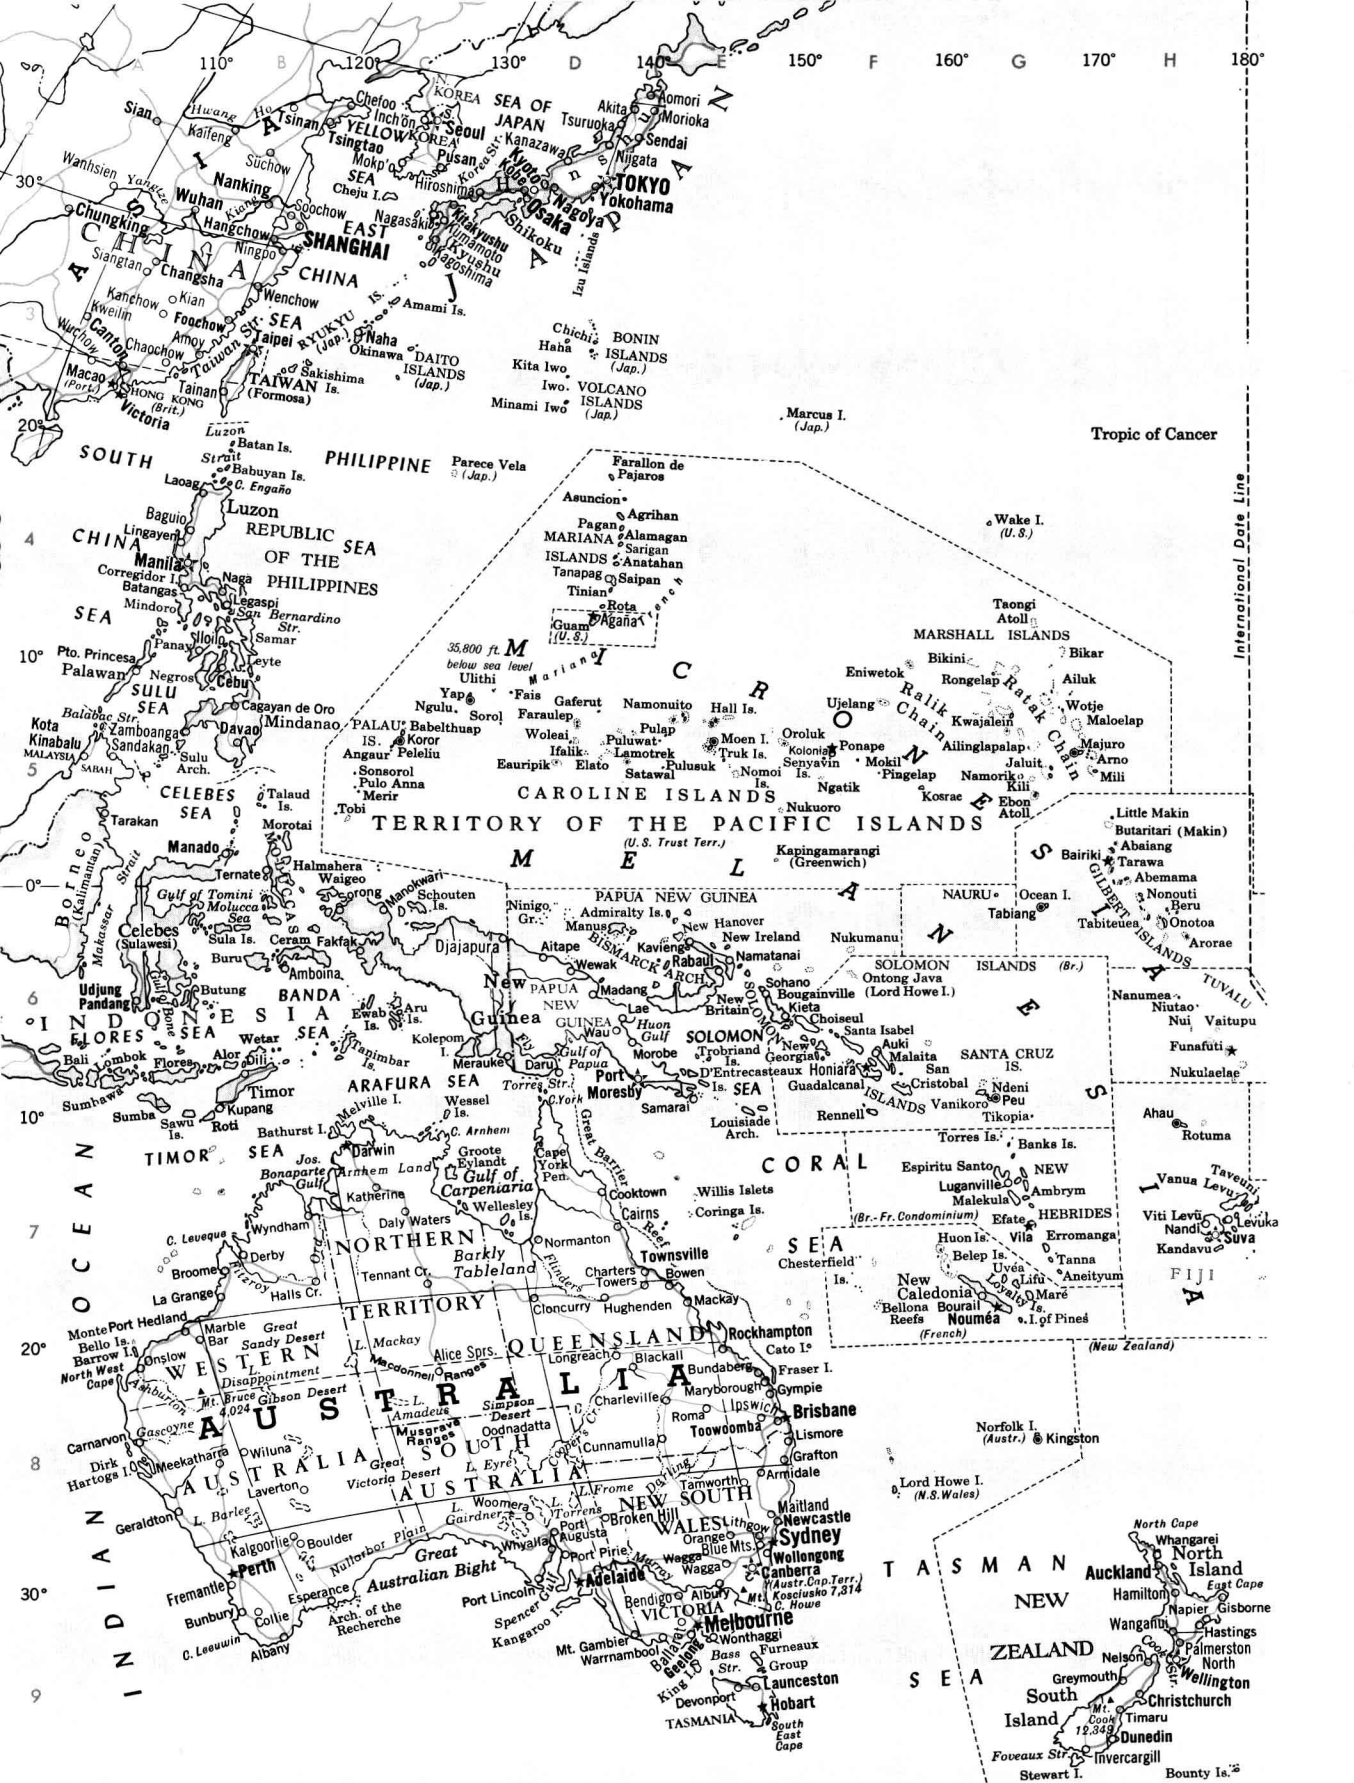 A 110° B 120° C 130° D 140° E 150° F 160° G 170° H 180°
N. KOREA
SEA OF JAPAN
Akita
Aomori
Morioka
Tsuruoka
Sendai
Niigata
Kanazawa
Sian
Hwang Ho
Kaifeng
Tsinan
Chefoo
Inch'on
Seoul
S. KOREA
YELLOW SEA
Tsingtao
Mokp'o
Pusan
Korea Str.
Cheju I.
Süchow
ASIA
2
Wanhsien
Yangtze
30°
Nanking
Wuhan
Kiang
Soochow
Chungking
Hangchow
Ningpo
SHANGHAI
EAST CHINA SEA
Kyoto
Kobe
Honshu
TOKYO
Yokohama
Nagoya
Osaka
Hiroshima
Shikoku
Nagasaki
Kitakyushu
Kumamoto
Kyushu
Kagoshima
JAPAN
Izu Islands
CHINA
Siangtan
Changsha
Wenchow
Kanchow
Kian
Kweilin
Foochow
3
Wuchow
Canton
Amoy
Chaochow
Taiwan Str.
Taipei
RYUKYU IS.
(Jap.)
Amami Is.
Naha
Okinawa
DAITO
ISLANDS
(Jap.)
Sakishima
Is.
Macao
(Port.)
HONG KONG
(Brit.)
Victoria
Tainan
TAIWAN
(Formosa)
Chichi
Haha
BONIN
ISLANDS
(Jap.)
Kita Iwo
Iwo
Minami Iwo
VOLCANO
ISLANDS
(Jap.)
Marcus I.
(Jap.)
Tropic of Cancer
20°
Luzon
Strait
Batan Is.
Babuyan Is.
C. Engaño
SOUTH
CHINA
SEA
PHILIPPINE
SEA
Parece Vela
(Jap.)
Laoag
Luzon
Baguio
Lingayen
REPUBLIC
OF THE
PHILIPPINES
4
Manila
Corregidor I.
Batangas
Mindoro
Naga
Legaspi
San Bernardino
Str.
Samar
Panay
Iloilo
Leyte
Negros
Cebu
10°
Pto. Princesa
Palawan
SULU
SEA
Cagayan de Oro
Mindanao
Balabac Str.
Zamboanga
Davao
Kota
Kinabalu
Sandakan
Sulu
Arch.
MALAYSIA
SABAH
5
Farallon de
Pajaros
Asuncion
Agrihan
Pagan
Alamagan
MARIANA
ISLANDS
Sarigan
Anatahan
Tanapag
Saipan
Tinian
Rota
Guam
(U.S.)
Agaña
Mariana Trench
35,800 ft.
below sea level
Wake I.
(U.S.)
International Date Line
Taongi
Atoll
MARSHALL ISLANDS
Bikini
Bikar
Eniwetok
Rongelap
Ailuk
Ujelang
Ralik
Chain
Ratak Chain
Wotje
Maloelap
Kwajalein
Ailinglapalap
Majuro
Arno
Mili
Jaluit
Namorik
Kili
Ebon
Atoll
MICRONESIA
Ulithi
Yap
Fais
Ngulu
Sorol
Gaferut
Faraulep
Namonuito
Hall Is.
Woleai
Pulap
Puluwat
Moen I.
Truk Is.
Ifalik
Lamotrek
Eauripik
Elato
Satawal
Pulusuk
Nomoi
Is.
Oroluk
Kolonia
Ponape
Senyavin
Is.
Mokil
Pingelap
Ngatik
Kosrae
Nukuoro
PALAU
IS.
Babelthuap
Koror
Angaur
Peleliu
Sonsorol
Pulo Anna
Merir
Tobi
CAROLINE ISLANDS
TERRITORY OF THE PACIFIC ISLANDS
(U.S. Trust Terr.)
Kapingamarangi
(Greenwich)
CELEBES
SEA
Talaud
Is.
Morotai
Tarakan
Manado
Ternate
Halmahera
Waigeo
MOLUCCAS
0°
Borneo
(Kalimantan)
Makassar Strait
Gulf of Tomini
Molucca
Sea
Celebes
(Sulawesi)
Sula Is.
Buru
Ceram
Amboina
Sorong
Manokwari
Schouten
Is.
Fakfak
Djajapura
Udjung
Pandang
Gulf of Bone
Butung
BANDA
SEA
Ewab
Is.
Aru
Is.
6
INDONESIA
FLORES SEA
Bali
Lombok
Flores
Alor
Wetar
Dili
Timor
Tanimbar
Is.
Kolepom
I.
Merauke
Sumbawa
Sumba
Sawu
Is.
Kupang
Roti
MELANESIA
PAPUA NEW GUINEA
Ninigo
Gr.
Admiralty Is.
Manus
BISMARCK ARCH.
New Hanover
Kavieng
New Ireland
Rabaul
Namatanai
Aitape
Wewak
New
Guinea
PAPUA
NEW
GUINEA
Madang
New
Britain
Lae
Huon
Gulf
Wau
Morobe
Fly
Daru
Gulf of
Papua
Port
Moresby
Samarai
Torres Str.
C. York
Nukumanu
Sohano
Bougainville
Kieta
Choiseul
SOLOMON
SEA
Trobriand
Is.
D'Entrecasteaux
Is.
Louisiade
Arch.
New
Georgia
Santa Isabel
Auki
Malaita
Honiara
Guadalcanal
San
Cristobal
Rennell
SOLOMON ISLANDS
SOLOMON ISLANDS (Br.)
Ontong Java
(Lord Howe I.)
SANTA CRUZ
IS.
Ndeni
Peu
Vanikoro
Tikopia
NAURU
Ocean I.
Tabiang
Little Makin
Butaritari (Makin)
Abaiang
Bairiki
Tarawa
Abemama
Nonouti
Beru
Tabiteuea
Onotoa
Arorae
GILBERT ISLANDS
TUVALU
Nanumea
Niutao
Nui
Vaitupu
Funafuti
Nukulaelae
Ahau
Rotuma
10°
ARAFURA SEA
Melville I.
Bathurst I.
Wessel
Is.
Darwin
C. Arnhem
Arnhem Land
Groote
Eylandt
Gulf of
Carpentaria
Cape
York
Pen.
Great Barrier Reef
TIMOR SEA
Jos.
Bonaparte
Gulf
Katherine
Wellesley
Is.
Cooktown
Cairns
Willis Islets
Coringa Is.
CORAL
SEA
Torres Is.
Banks Is.
Espiritu Santo
Luganville
Malekula
NEW
HEBRIDES
Ambrym
Efate
Vila
(Br.-Fr. Condominium)
Erromanga
Tanna
Aneityum
Huon Is.
Belep Is.
Uvéa
Lifu
Maré
Loyalty Is.
Chesterfield
Is.
New
Caledonia
Bourail
Nouméa
I. of Pines
Bellona
Reefs
(French)
Taveuni
Vanua Levu
Viti Levu
Levuka
Nandi
Suva
Kandavu
FIJI
7
Wyndham
Daly Waters
C. Leveque
Derby
Broome
Fitzroy
Halls Cr.
La Grange
NORTHERN
TERRITORY
Barkly
Tableland
Tennant Cr.
Normanton
Flinders
Cloncurry
Charters
Towers
Townsville
Bowen
Hughenden
Mackay
20°
Monte
Bello Is.
Port Hedland
Barrow I.
North West
Cape
Onslow
Marble
Bar
Great
Sandy Desert
L. Mackay
L.
Disappointment
WESTERN
AUSTRALIA
Macdonnell Ranges
Alice Sprs.
QUEENSLAND
Longreach
Blackall
Rockhampton
Cato I.
Bundaberg
Fraser I.
Maryborough
Gympie
Ashburton
Mt. Bruce
4,024
Gibson Desert
Gascoyne
AUSTRALIA
L.
Amadeus
Simpson
Desert
Musgrave
Ranges
Oodnadatta
Charleville
Roma
Ipswich
Toowoomba
Brisbane
Cooper's Cr.
Cunnamulla
Lismore
Grafton
Carnarvon
Dirk
Hartogs I.
Meekatharra
Wiluna
Laverton
Great
Victoria Desert
SOUTH
AUSTRALIA
L. Eyre
8
Geraldton
L. Barlee
Kalgoorlie
Boulder
Nullarbor Plain
L.
Gairdner
Woomera
L.
Torrens
L. Frome
Darling
NEW SOUTH
WALES
Broken Hill
Tamworth
Armidale
Maitland
Newcastle
Lithgow
Orange
Blue Mts.
Sydney
Wollongong
Canberra
(Austr. Cap. Terr.)
Wagga
Wagga
Murray
Albury
Mt.
Kosciusko 7,314
C. Howe
Port
Augusta
Whyalla
Port Pirie
Adelaide
Port Lincoln
Spencer Gulf
Kangaroo I.
Perth
Fremantle
Bunbury
Collie
C. Leeuwin
Albany
Esperance
Arch. of the
Recherche
Great
Australian Bight
30°
Bendigo
VICTORIA
Ballarat
Geelong
Melbourne
Wonthaggi
Mt. Gambier
Warrnambool
King I.
Bass
Str.
Furneaux
Group
Launceston
Devonport
TASMANIA
Hobart
South
East
Cape
INDIAN OCEAN
9
Norfolk I.
(Austr.)
Kingston
Lord Howe I.
(N.S.Wales)
(New Zealand)
TASMAN
SEA
NEW
ZEALAND
North Cape
Whangarei
Auckland
North
Island
East Cape
Hamilton
Napier
Gisborne
Wanganui
Hastings
Palmerston
North
Cook Str.
Nelson
Wellington
Greymouth
South
Island
Mt.
Cook
12,349
Christchurch
Timaru
Dunedin
Foveaux Str.
Invercargill
Stewart I.
Bounty Is.